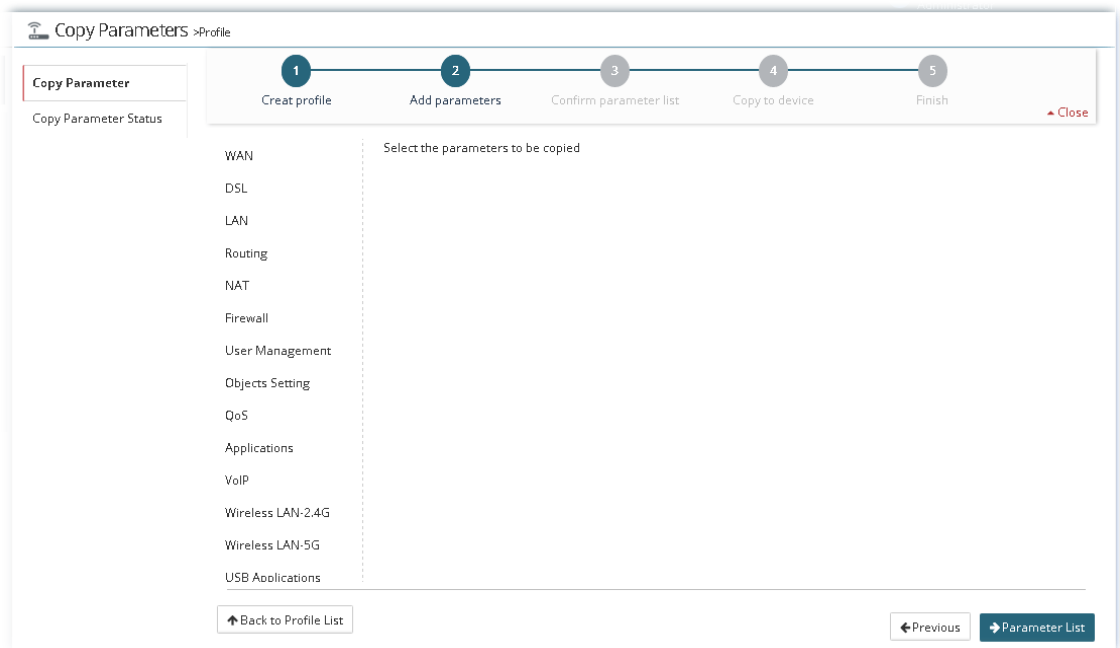 Copy Parameters >Profile
Copy Parameter
Copy Parameter Status
1 2 3 4 5
Creat profile Add parameters Confirm parameter list Copy to device Finish
Close
Select the parameters to be copied
WAN
DSL
LAN
Routing
NAT
Firewall
User Management
Objects Setting
QoS
Applications
VoIP
Wireless LAN-2.4G
Wireless LAN-5G
USB Applications
Back to Profile List
Previous
Parameter List